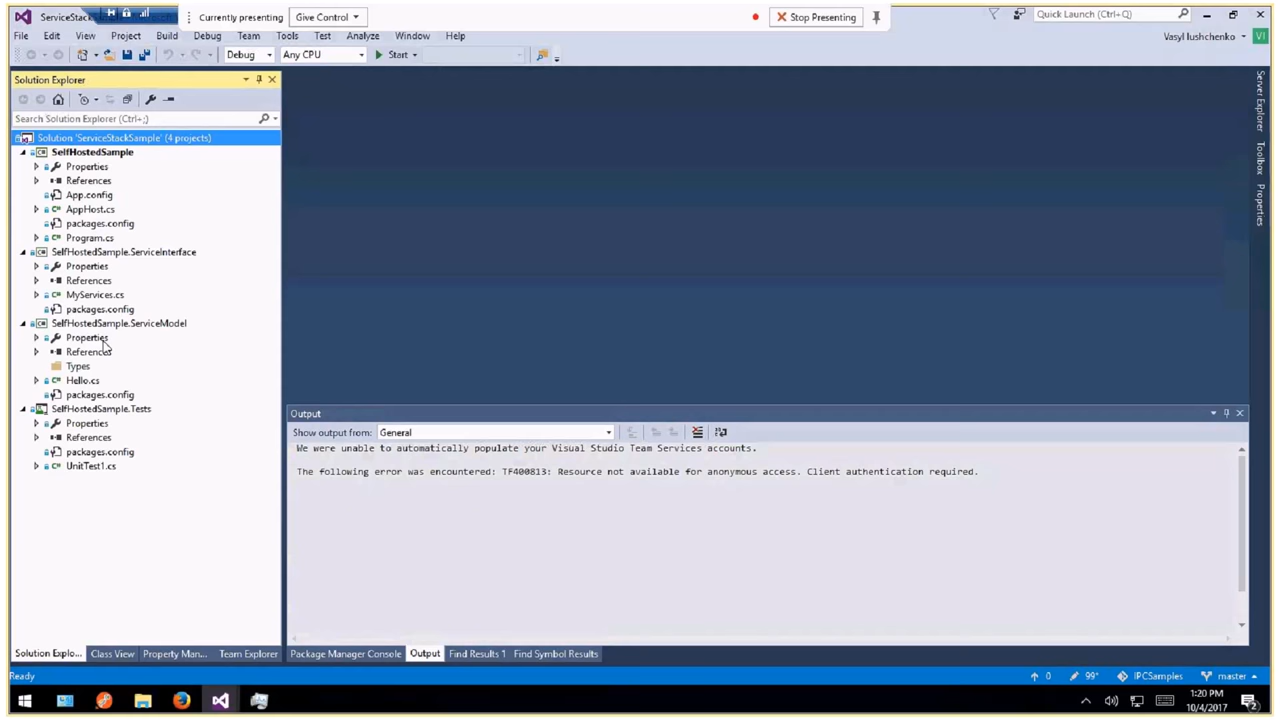 ServiceStack
Currently presenting
Give Control
Stop Presenting
Quick Launch (Ctrl+Q)
File Edit View Project Build Debug Team Tools Test Analyze Window Help
Vasyl Iushchenko
VI
Debug
Any CPU
Start
Solution Explorer
Search Solution Explorer (Ctrl+;)
Solution 'ServiceStackSample' (4 projects)
SelfHostedSample
Properties
References
App.config
AppHost.cs
packages.config
Program.cs
SelfHostedSample.ServiceInterface
Properties
References
MyServices.cs
packages.config
SelfHostedSample.ServiceModel
Properties
References
Types
Hello.cs
packages.config
SelfHostedSample.Tests
Properties
References
packages.config
UnitTest1.cs
Server Explorer
Toolbox
Properties
Output
Show output from: General
We were unable to automatically populate your Visual Studio Team Services accounts.
The following error was encountered: TF400813: Resource not available for anonymous access. Client authentication required.
Solution Explo... Class View Property Man... Team Explorer
Package Manager Console Output Find Results 1 Find Symbol Results
Ready
0
99*
IPCSamples
master
1:20 PM
10/4/2017
2